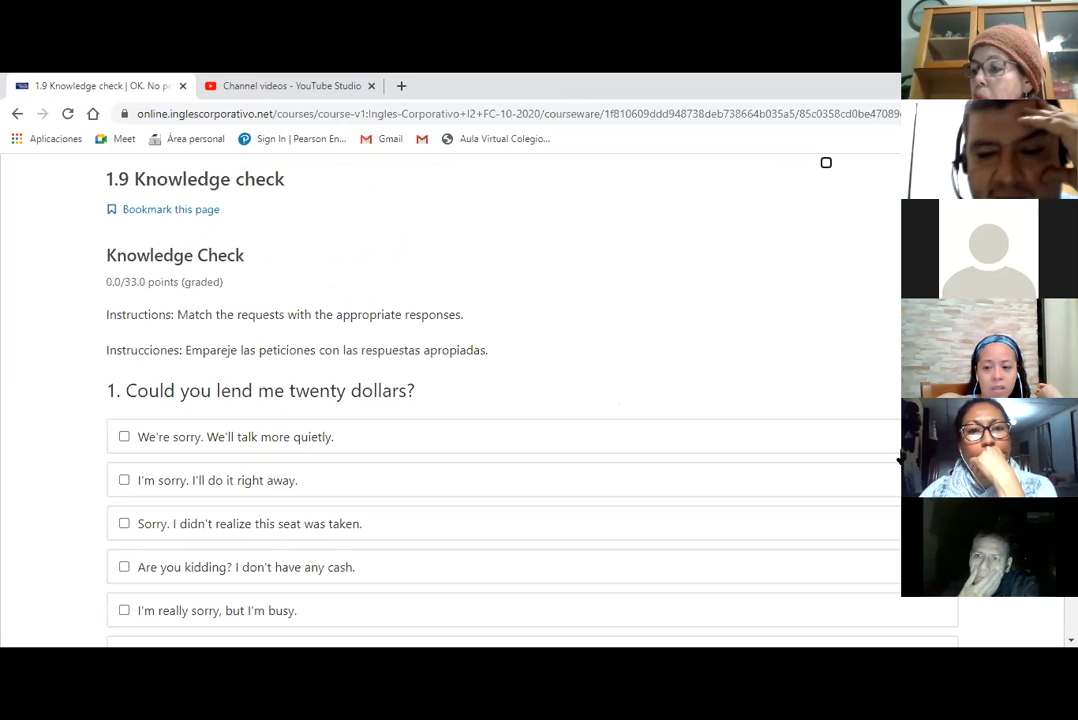 1.9 Knowledge check | OK. No p
Channel videos - YouTube Studio
online.inglescorporativo.net/courses/course-v1:Ingles-Corporativo+I2+FC-10-2020/courseware/1f810609ddd948738deb738664b035a5/85c0358cd0be47089
Aplicaciones
Meet
Área personal
Sign In | Pearson En...
Gmail
Aula Virtual Colegio...
1.9 Knowledge check
Bookmark this page
Knowledge Check
0.0/33.0 points (graded)
Instructions: Match the requests with the appropriate responses.
Instrucciones: Empareje las peticiones con las respuestas apropiadas.
1. Could you lend me twenty dollars?
We're sorry. We'll talk more quietly.
I'm sorry. I'll do it right away.
Sorry. I didn't realize this seat was taken.
Are you kidding? I don't have any cash.
I'm really sorry, but I'm busy.